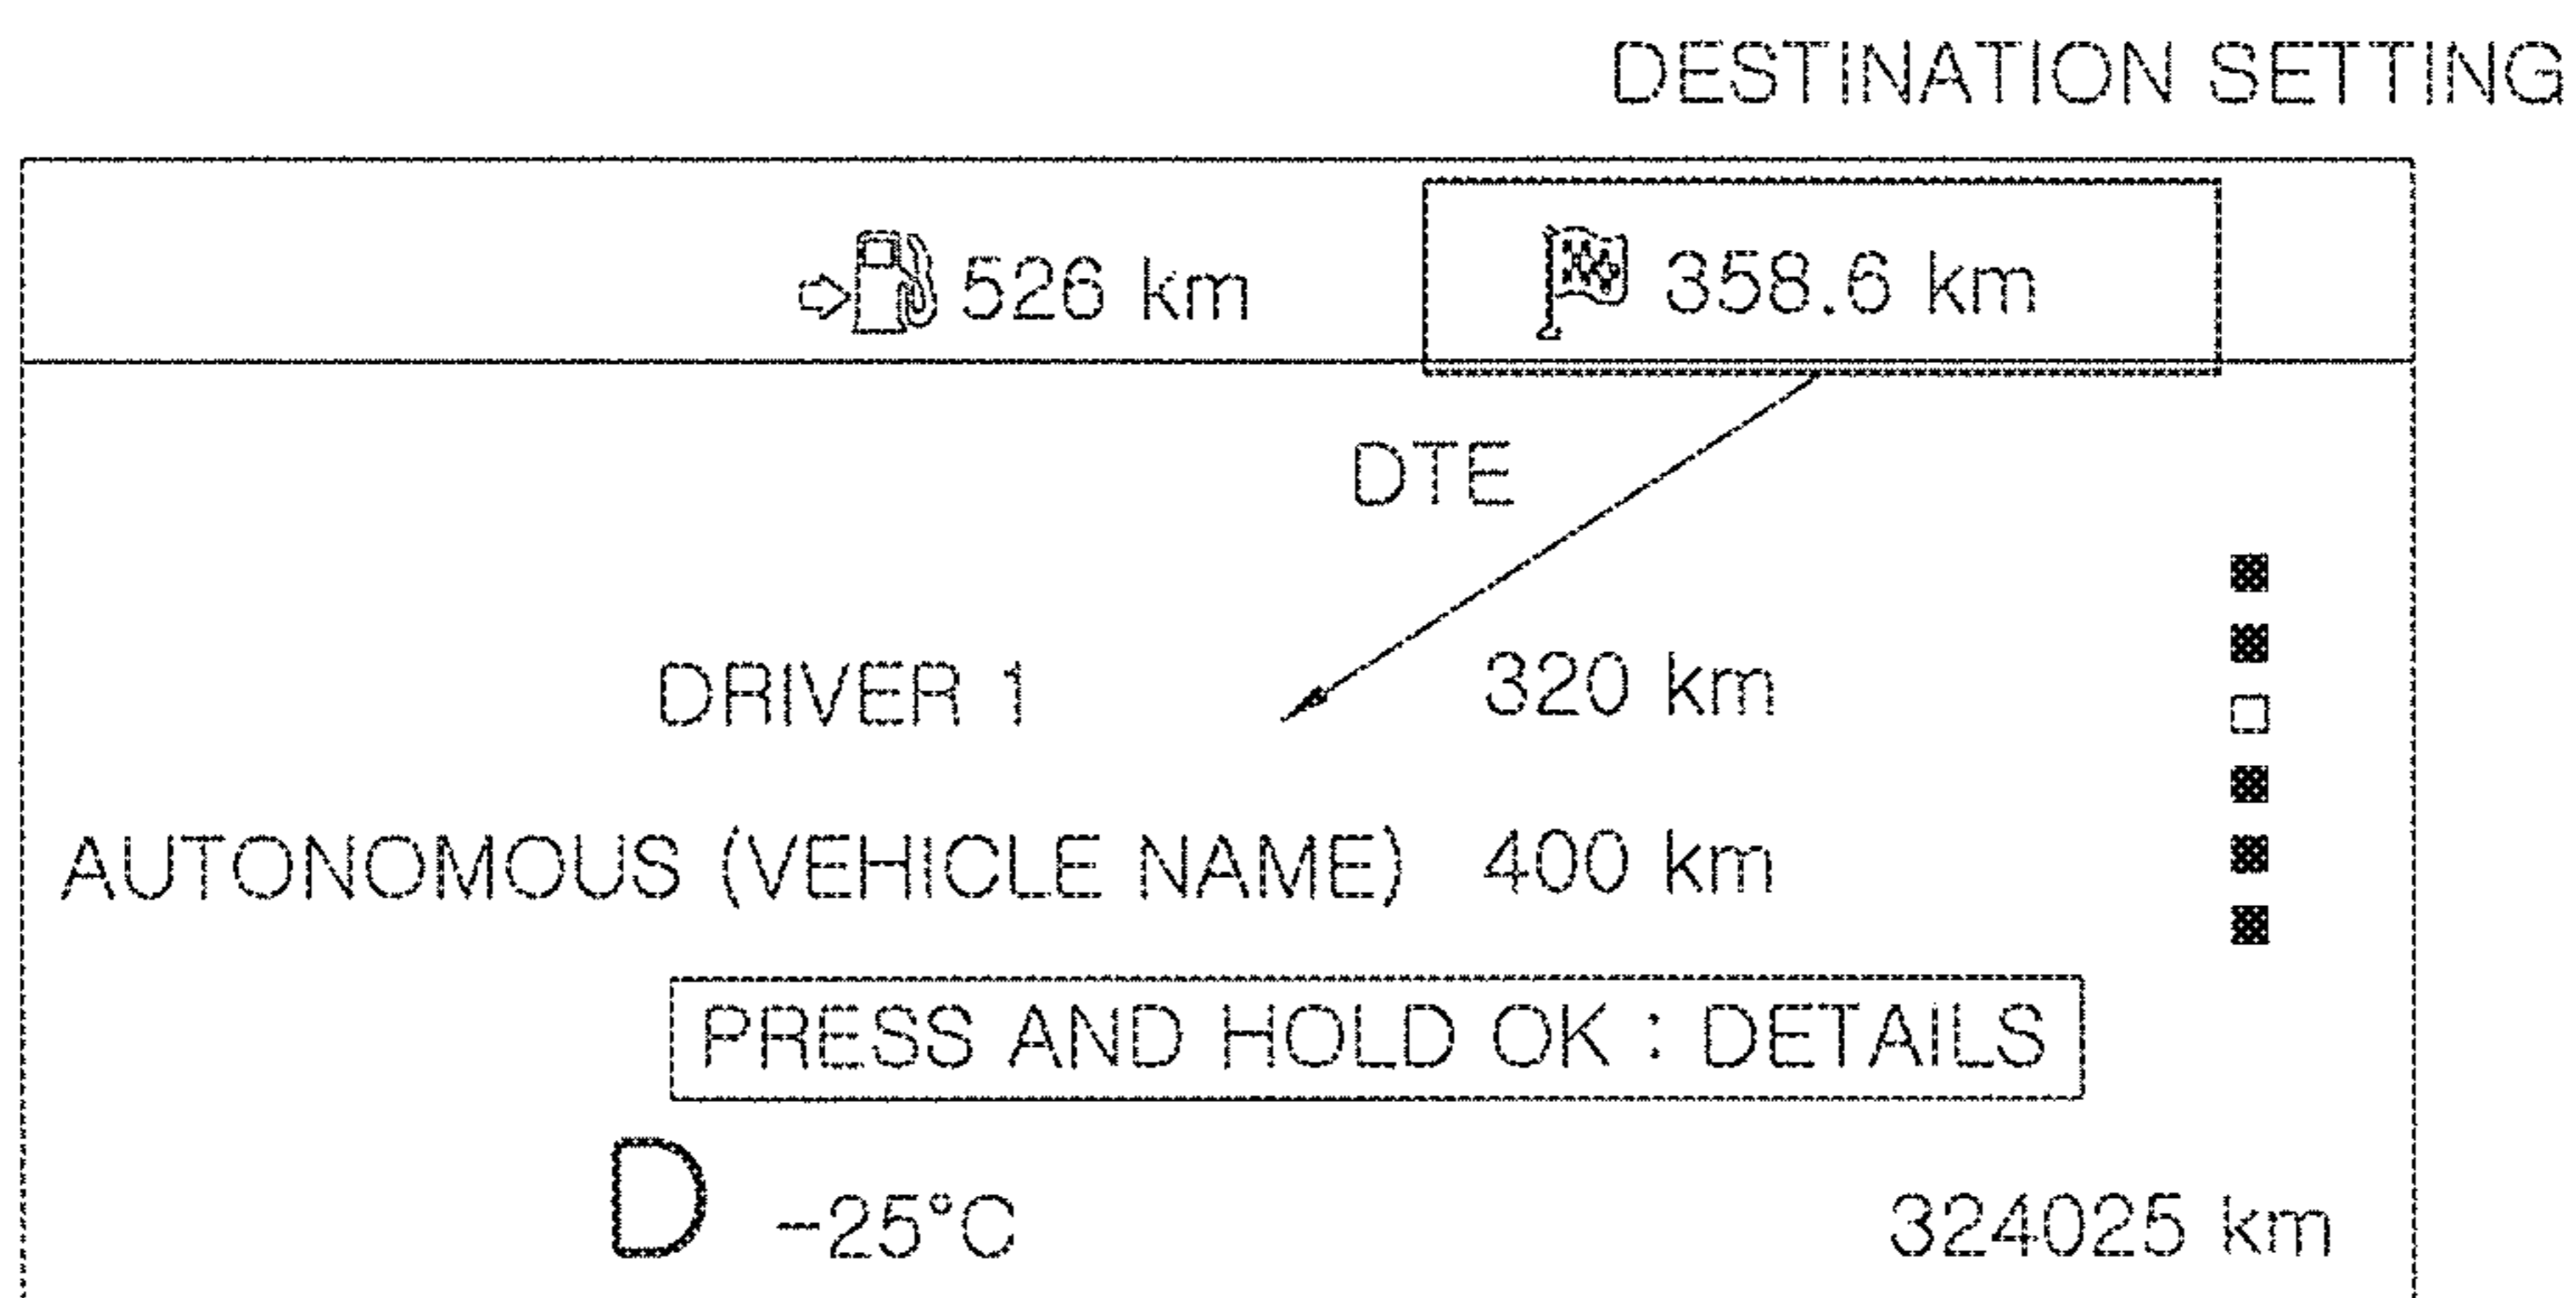 DESTINATION SETTING
526 km 358.6 km
DTE
DRIVER 1 320 km
AUTONOMOUS (VEHICLE NAME) 400 km
PRESS AND HOLD OK : DETAILS
D -25°C 324025 km